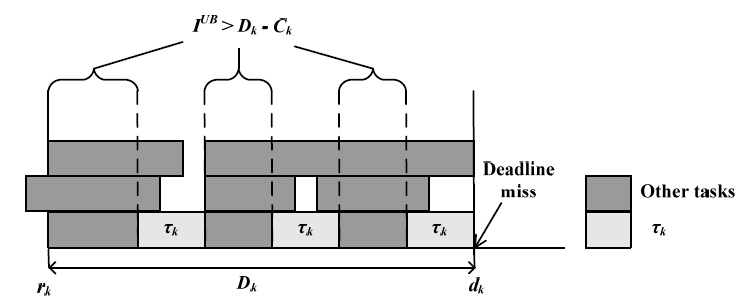 I^UB > D_k - C_k
Deadline
miss
Other tasks
τ_k
τ_k
τ_k
τ_k
r_k
D_k
d_k